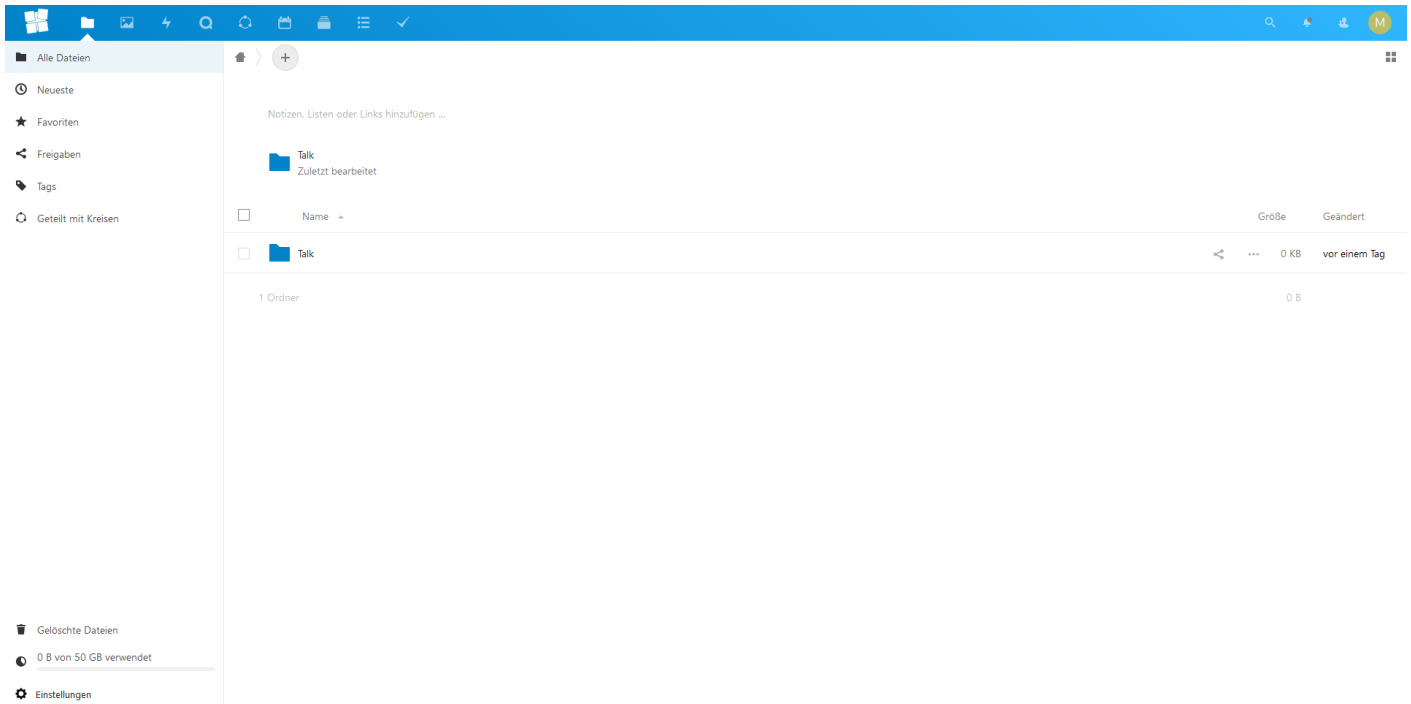 M
Alle Dateien
Neueste
Favoriten
Freigaben
Tags
Geteilt mit Kreisen
Gelöschte Dateien
0 B von 50 GB verwendet
Einstellungen
Notizen, Listen oder Links hinzufügen ...
Talk
Zuletzt bearbeitet
Name Größe Geändert
Talk 0 KB vor einem Tag
1 Ordner 0 B